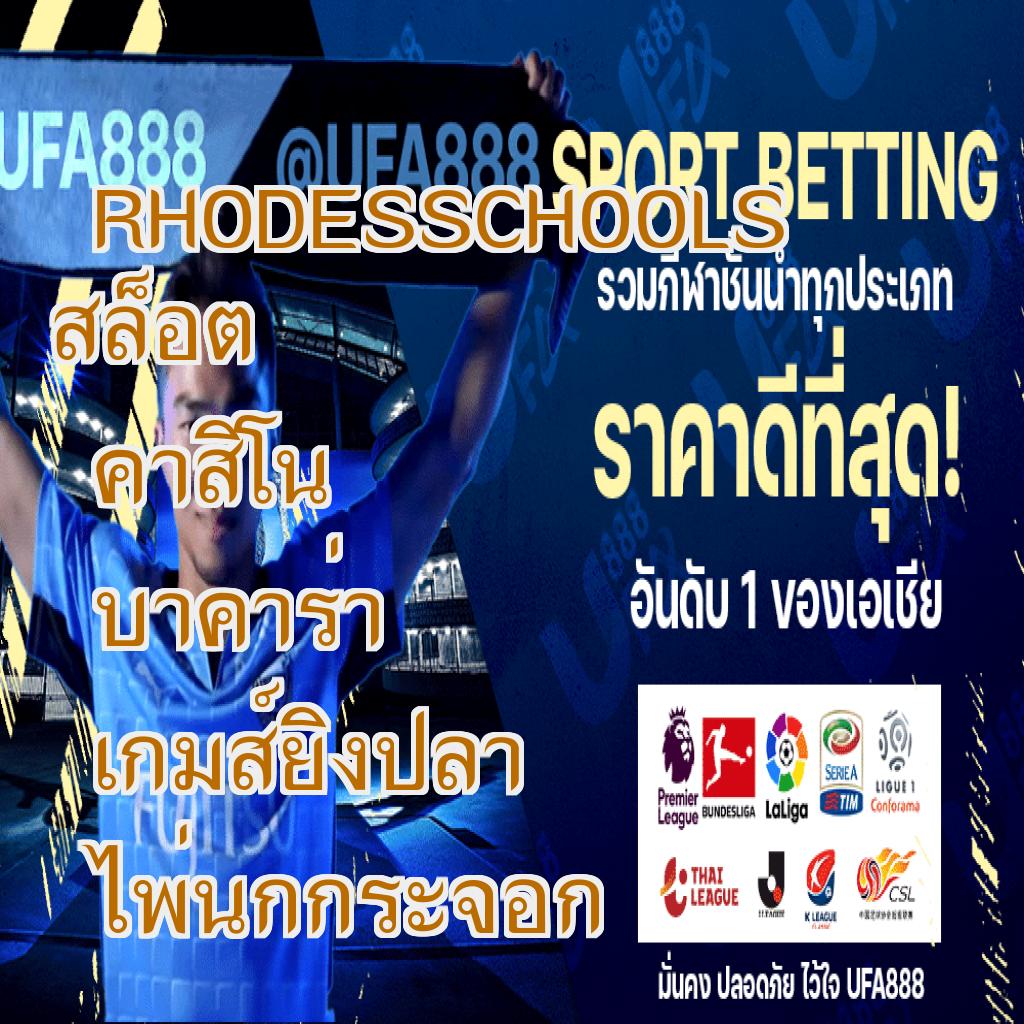 UFA888
@UFA888
SPORT BETTING
RHODESSCHOOLS
รวมกีฬาชั้นนำทุกประเภท
สล็อต
ราคาดีที่สุด!
คาสิโน
อันดับ 1 ของเอเชีย
บาคาร่า
เกมส์ยิงปลา
ไพ่นกกระจอก
Premier
League
BUNDESLIGA
LaLiga
SERIE A
TIM
LIGUE 1
Conforama
THAI
LEAGUE
J.LEAGUE
K LEAGUE
CSL
FUJITSU
มั่นคง ปลอดภัย ไว้ใจ UFA888